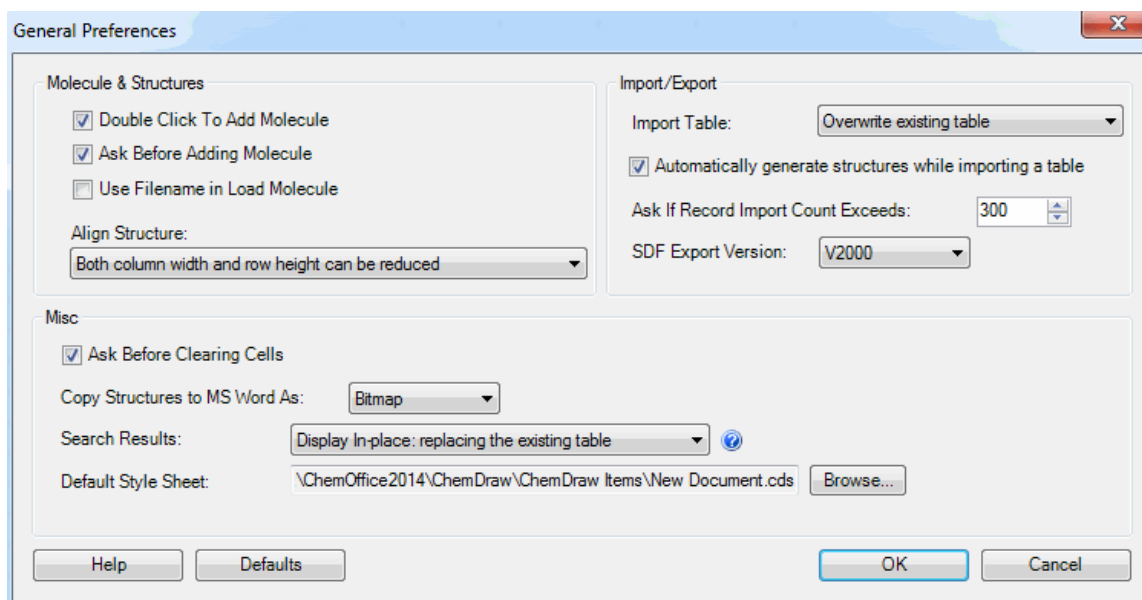 General Preferences
Molecule & Structures
Double Click To Add Molecule
Ask Before Adding Molecule
Use Filename in Load Molecule
Align Structure:
Both column width and row height can be reduced
Import/Export
Import Table: Overwrite existing table
Automatically generate structures while importing a table
Ask If Record Import Count Exceeds: 300
SDF Export Version: V2000
Misc
Ask Before Clearing Cells
Copy Structures to MS Word As: Bitmap
Search Results: Display In-place: replacing the existing table ?
Default Style Sheet: \ChemOffice2014\ChemDraw\ChemDraw Items\New Document.cds Browse...
Help Defaults OK Cancel